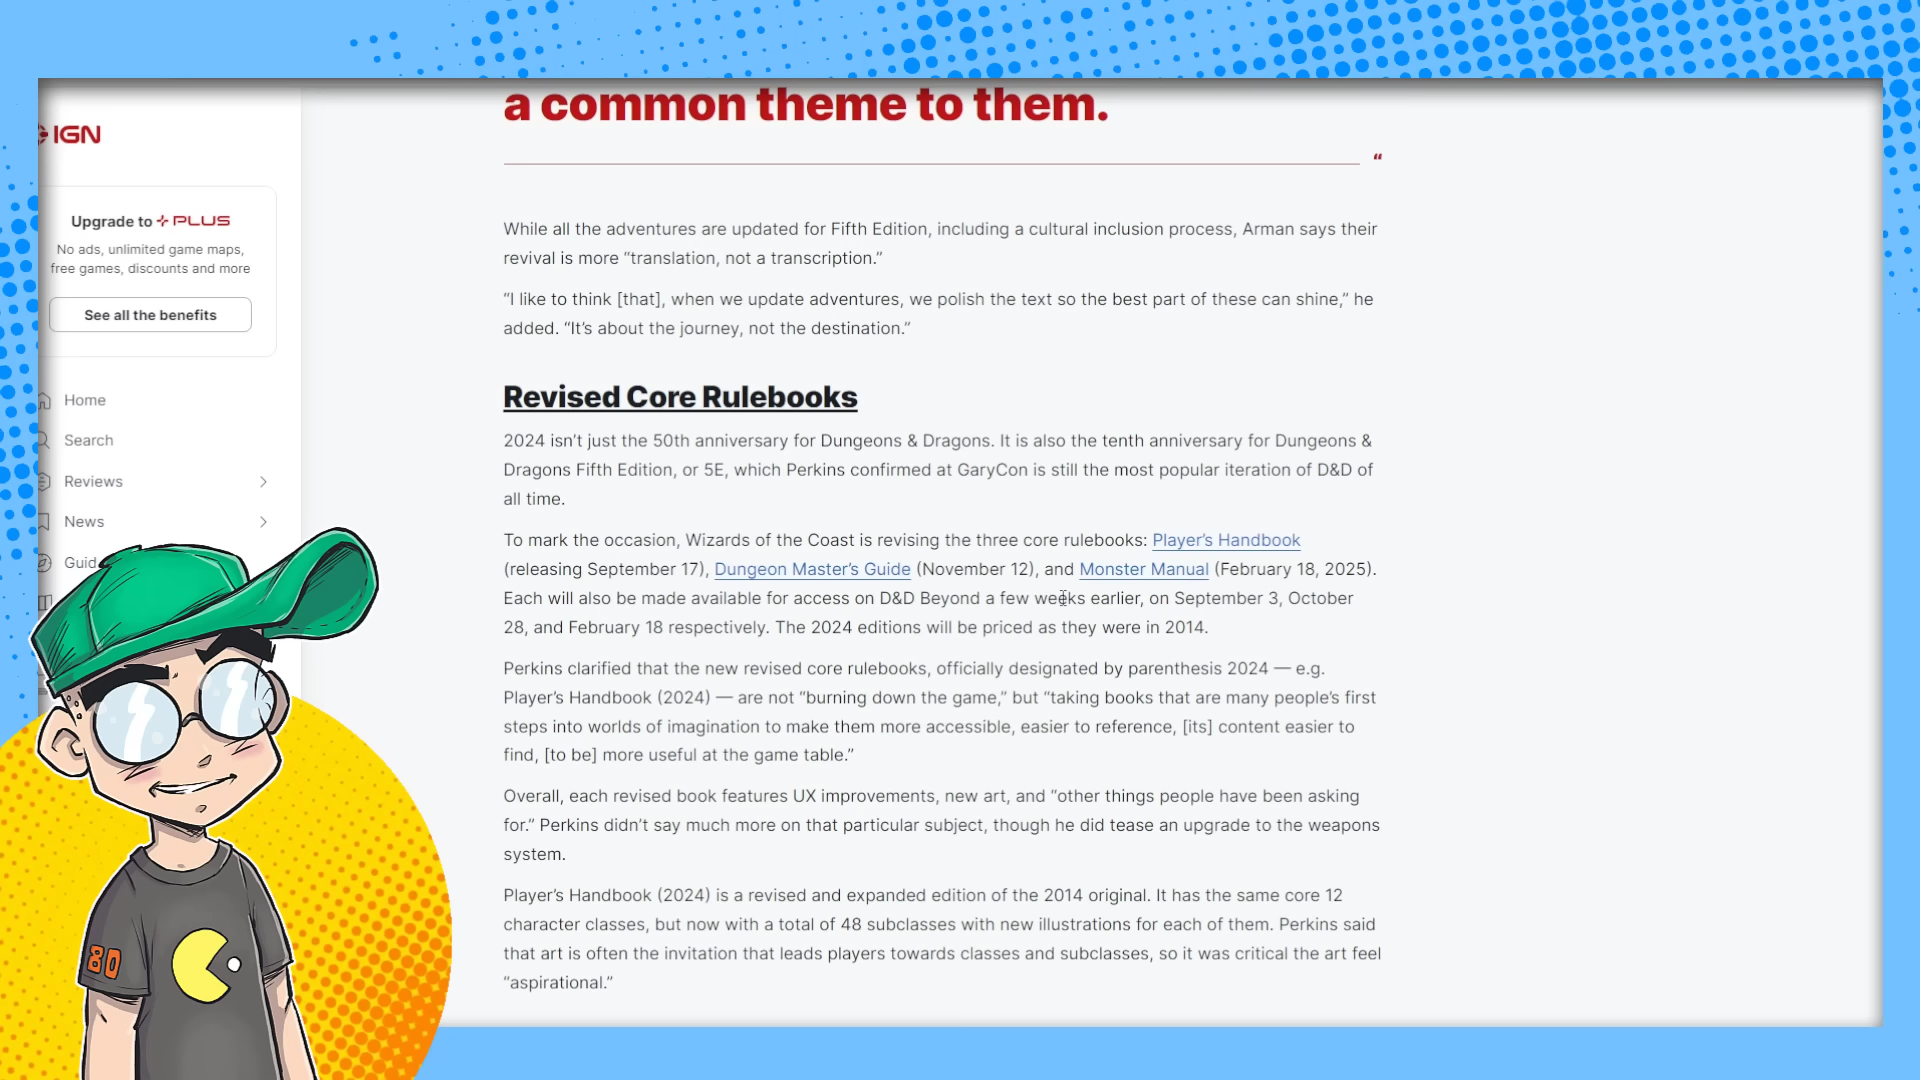 a common theme to them.
“
IGN
Upgrade to PLUS
No ads, unlimited game maps,
free games, discounts and more
See all the benefits
Home
Search
Reviews
News
While all the adventures are updated for Fifth Edition, including a cultural inclusion process, Arman says their
revival is more “translation, not a transcription.”
“I like to think [that], when we update adventures, we polish the text so the best part of these can shine,” he
added. “It’s about the journey, not the destination.”
Revised Core Rulebooks
2024 isn’t just the 50th anniversary for Dungeons & Dragons. It is also the tenth anniversary for Dungeons &
Dragons Fifth Edition, or 5E, which Perkins confirmed at GaryCon is still the most popular iteration of D&D of
all time.
To mark the occasion, Wizards of the Coast is revising the three core rulebooks: Player’s Handbook
(releasing September 17), Dungeon Master’s Guide (November 12), and Monster Manual (February 18, 2025).
Each will also be made available for access on D&D Beyond a few weeks earlier, on September 3, October
28, and February 18 respectively. The 2024 editions will be priced as they were in 2014.
Perkins clarified that the new revised core rulebooks, officially designated by parenthesis 2024 — e.g.
Player’s Handbook (2024) — are not “burning down the game,” but “taking books that are many people’s first
steps into worlds of imagination to make them more accessible, easier to reference, [its] content easier to
find, [to be] more useful at the game table.”
Overall, each revised book features UX improvements, new art, and “other things people have been asking
for.” Perkins didn’t say much more on that particular subject, though he did tease an upgrade to the weapons
system.
Player’s Handbook (2024) is a revised and expanded edition of the 2014 original. It has the same core 12
character classes, but now with a total of 48 subclasses with new illustrations for each of them. Perkins said
that art is often the invitation that leads players towards classes and subclasses, so it was critical the art feel
“aspirational.”
80